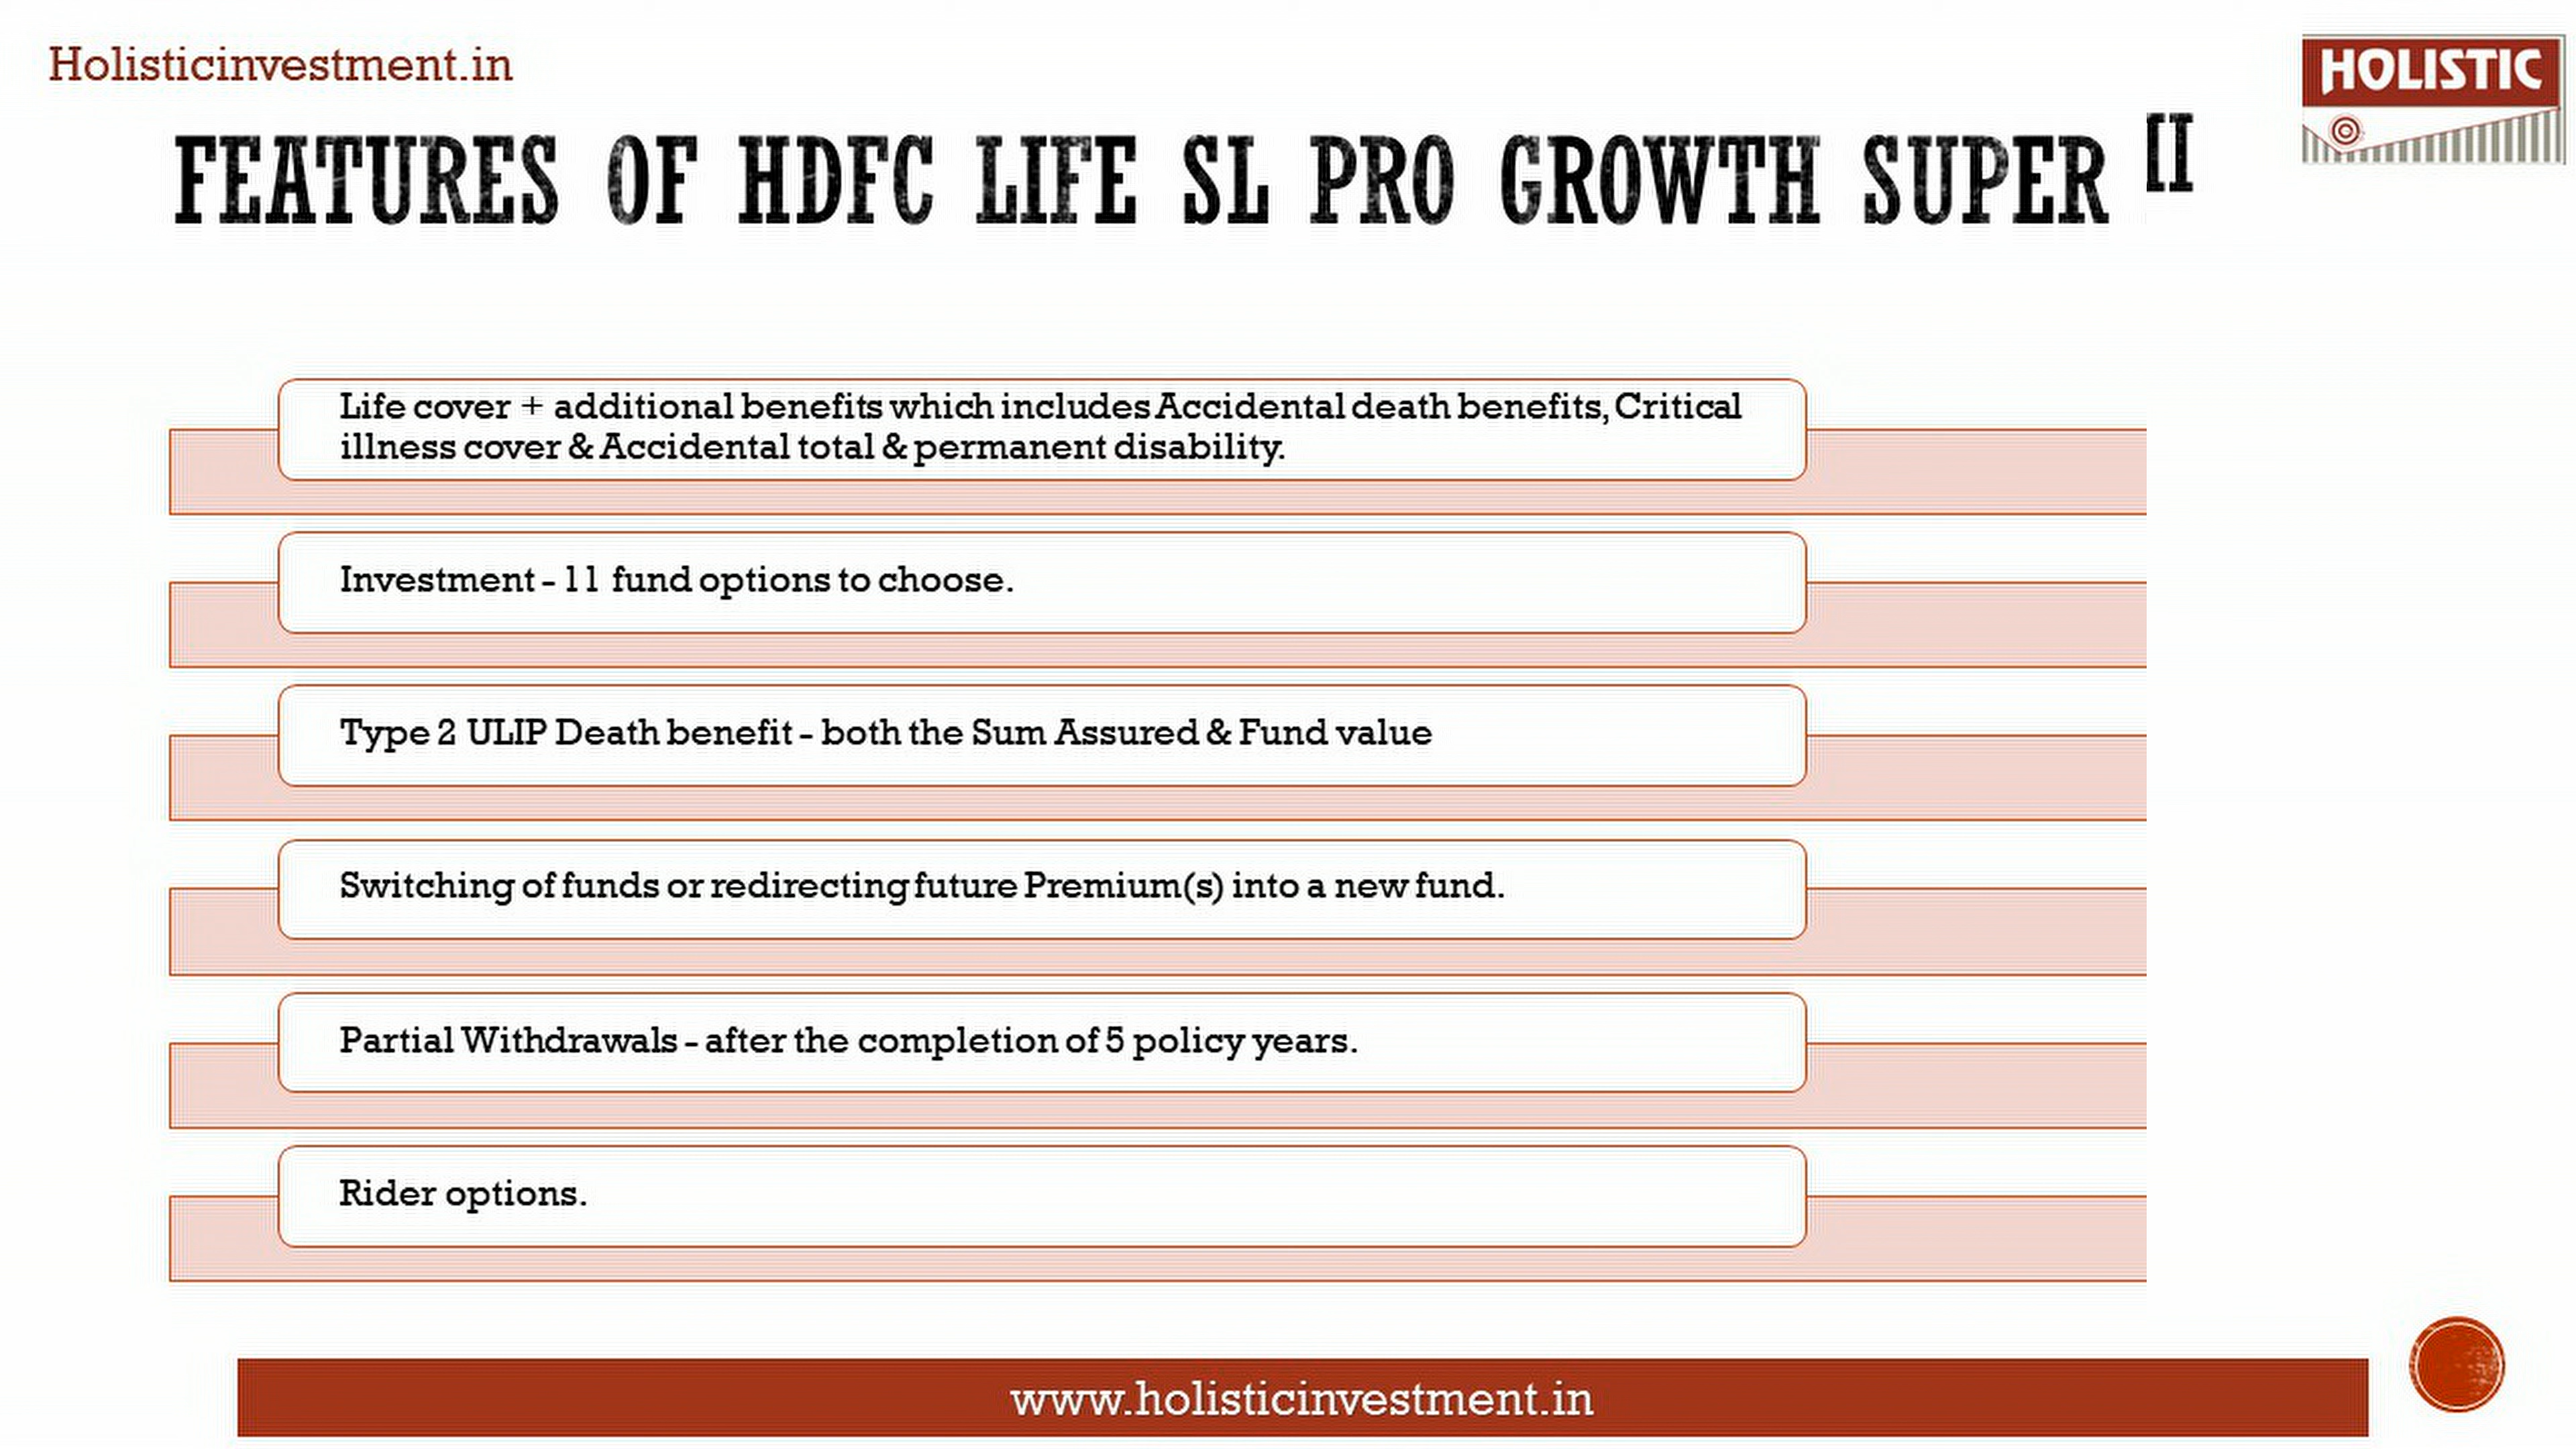 Holisticinvestment.in
HOLISTIC
FEATURES OF HDFC LIFE SL PRO GROWTH SUPER II
Life cover + additional benefits which includes Accidental death benefits, Critical
illness cover & Accidental total & permanent disability.
Investment - 11 fund options to choose.
Type 2 ULIP Death benefit - both the Sum Assured & Fund value
Switching of funds or redirecting future Premium(s) into a new fund.
Partial Withdrawals - after the completion of 5 policy years.
Rider options.
www.holisticinvestment.in